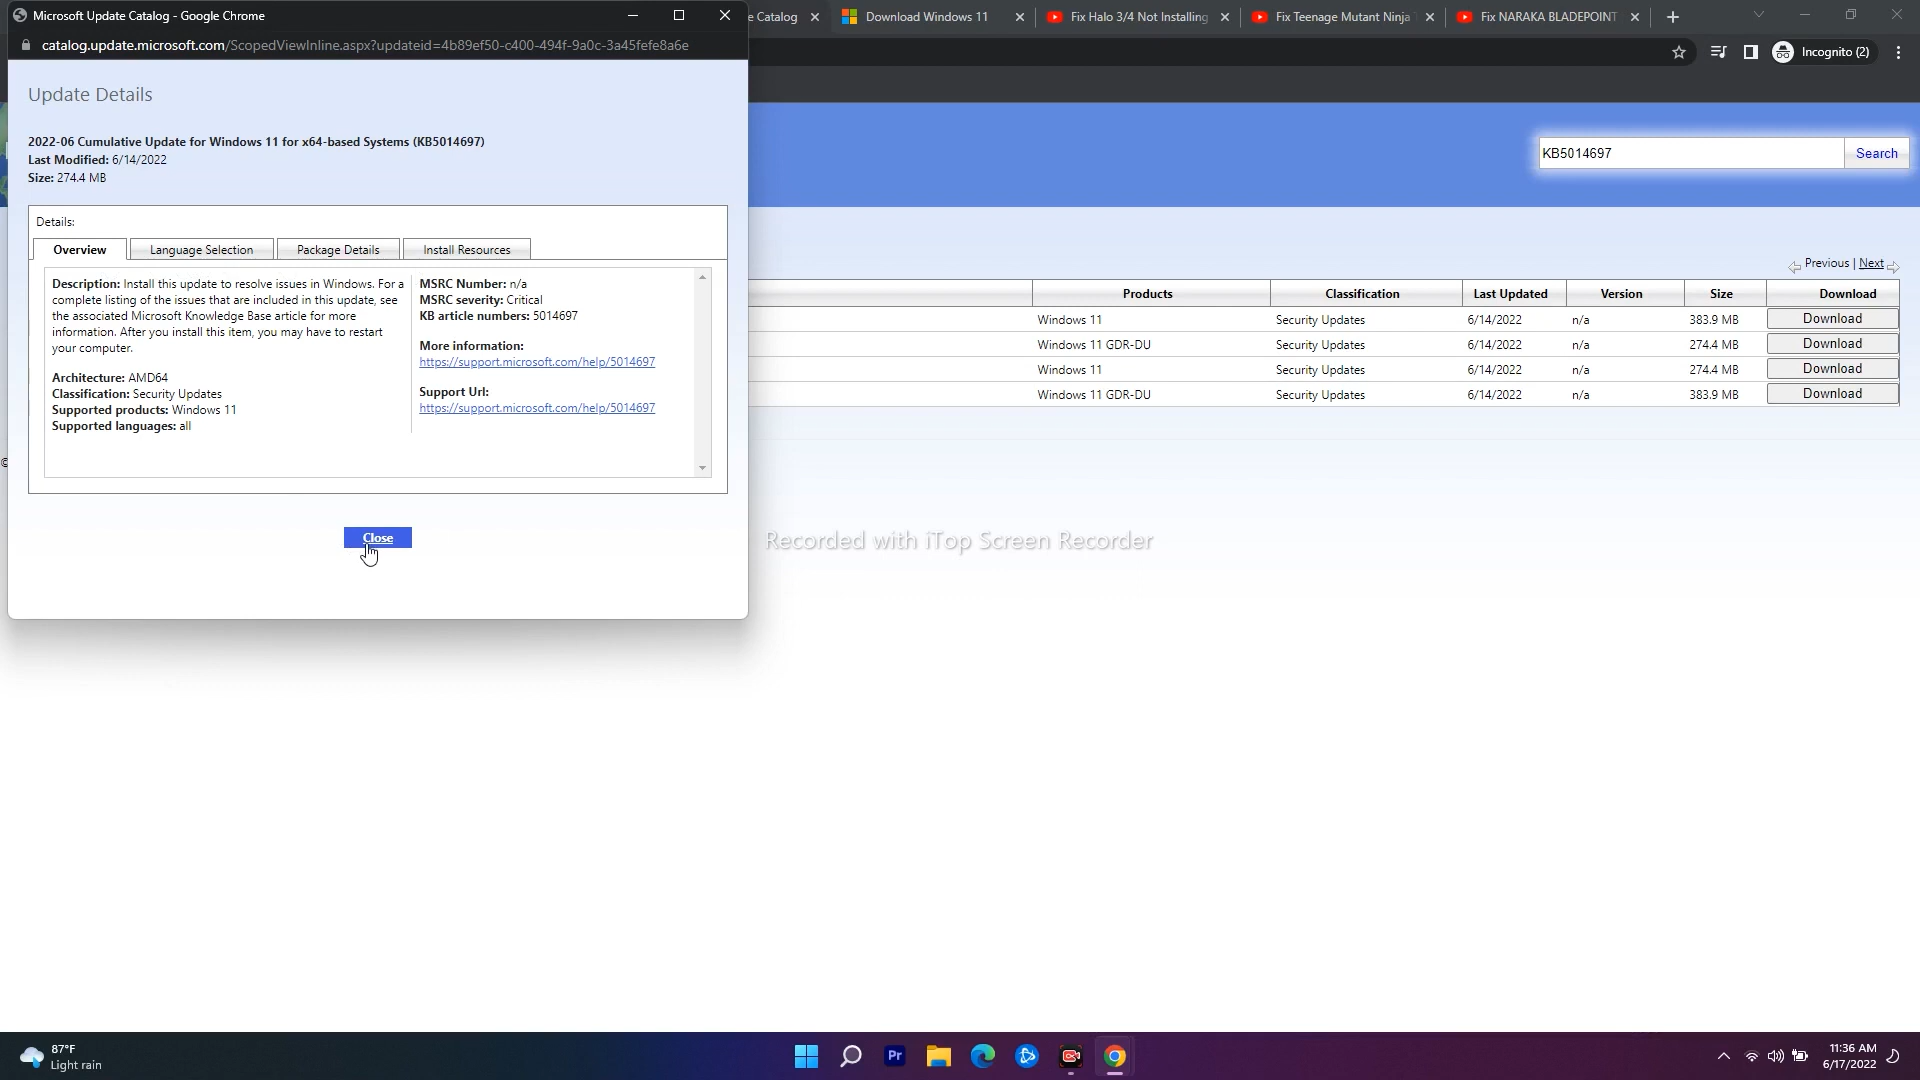 Microsoft Update Catalog - Google Chrome
e Catalog
Download Windows 11
Fix Halo 3/4 Not Installing
Fix Teenage Mutant Ninja
Fix NARAKA BLADEPOINT
catalog.update.microsoft.com/ScopedViewInline.aspx?updateid=4b89ef50-c400-494f-9a0c-3a45fefe8a6e
Incognito (2)
Update Details
2022-06 Cumulative Update for Windows 11 for x64-based Systems (KB5014697)
Last Modified: 6/14/2022
Size: 274.4 MB
KB5014697
Search
Details:
Overview
Language Selection
Package Details
Install Resources
Description: Install this update to resolve issues in Windows. For a
complete listing of the issues that are included in this update, see
the associated Microsoft Knowledge Base article for more
information. After you install this item, you may have to restart
your computer.
Architecture: AMD64
Classification: Security Updates
Supported products: Windows 11
Supported languages: all
MSRC Number: n/a
MSRC severity: Critical
KB article numbers: 5014697
More information:
https://support.microsoft.com/help/5014697
Support Url:
https://support.microsoft.com/help/5014697
Close
Previous | Next
Products Classification Last Updated Version Size Download
Windows 11 Security Updates 6/14/2022 n/a 383.9 MB Download
Windows 11 GDR-DU Security Updates 6/14/2022 n/a 274.4 MB Download
Windows 11 Security Updates 6/14/2022 n/a 274.4 MB Download
Windows 11 GDR-DU Security Updates 6/14/2022 n/a 383.9 MB Download
©
Recorded with iTop Screen Recorder
87°F
Light rain
Pr
11:36 AM
6/17/2022